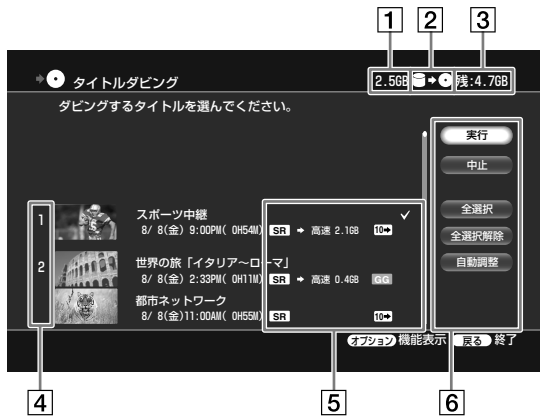 1 2 3
タイトルダビング 2.5GB 残:4.7GB
ダビングするタイトルを選んでください。
実行
中止
全選択
全選択解除
自動調整
1 スポーツ中継
8/ 8(金) 9:00PM( 0H54M) SR 高速 2.1GB 10
2 世界の旅「イタリア~ローマ」
8/ 8(金) 2:33PM( 0H11M) SR 高速 0.4GB GG
都市ネットワーク
8/ 8(金)11:00AM( 0H55M) SR 10
オプション 機能表示 戻る 終了
4 5 6